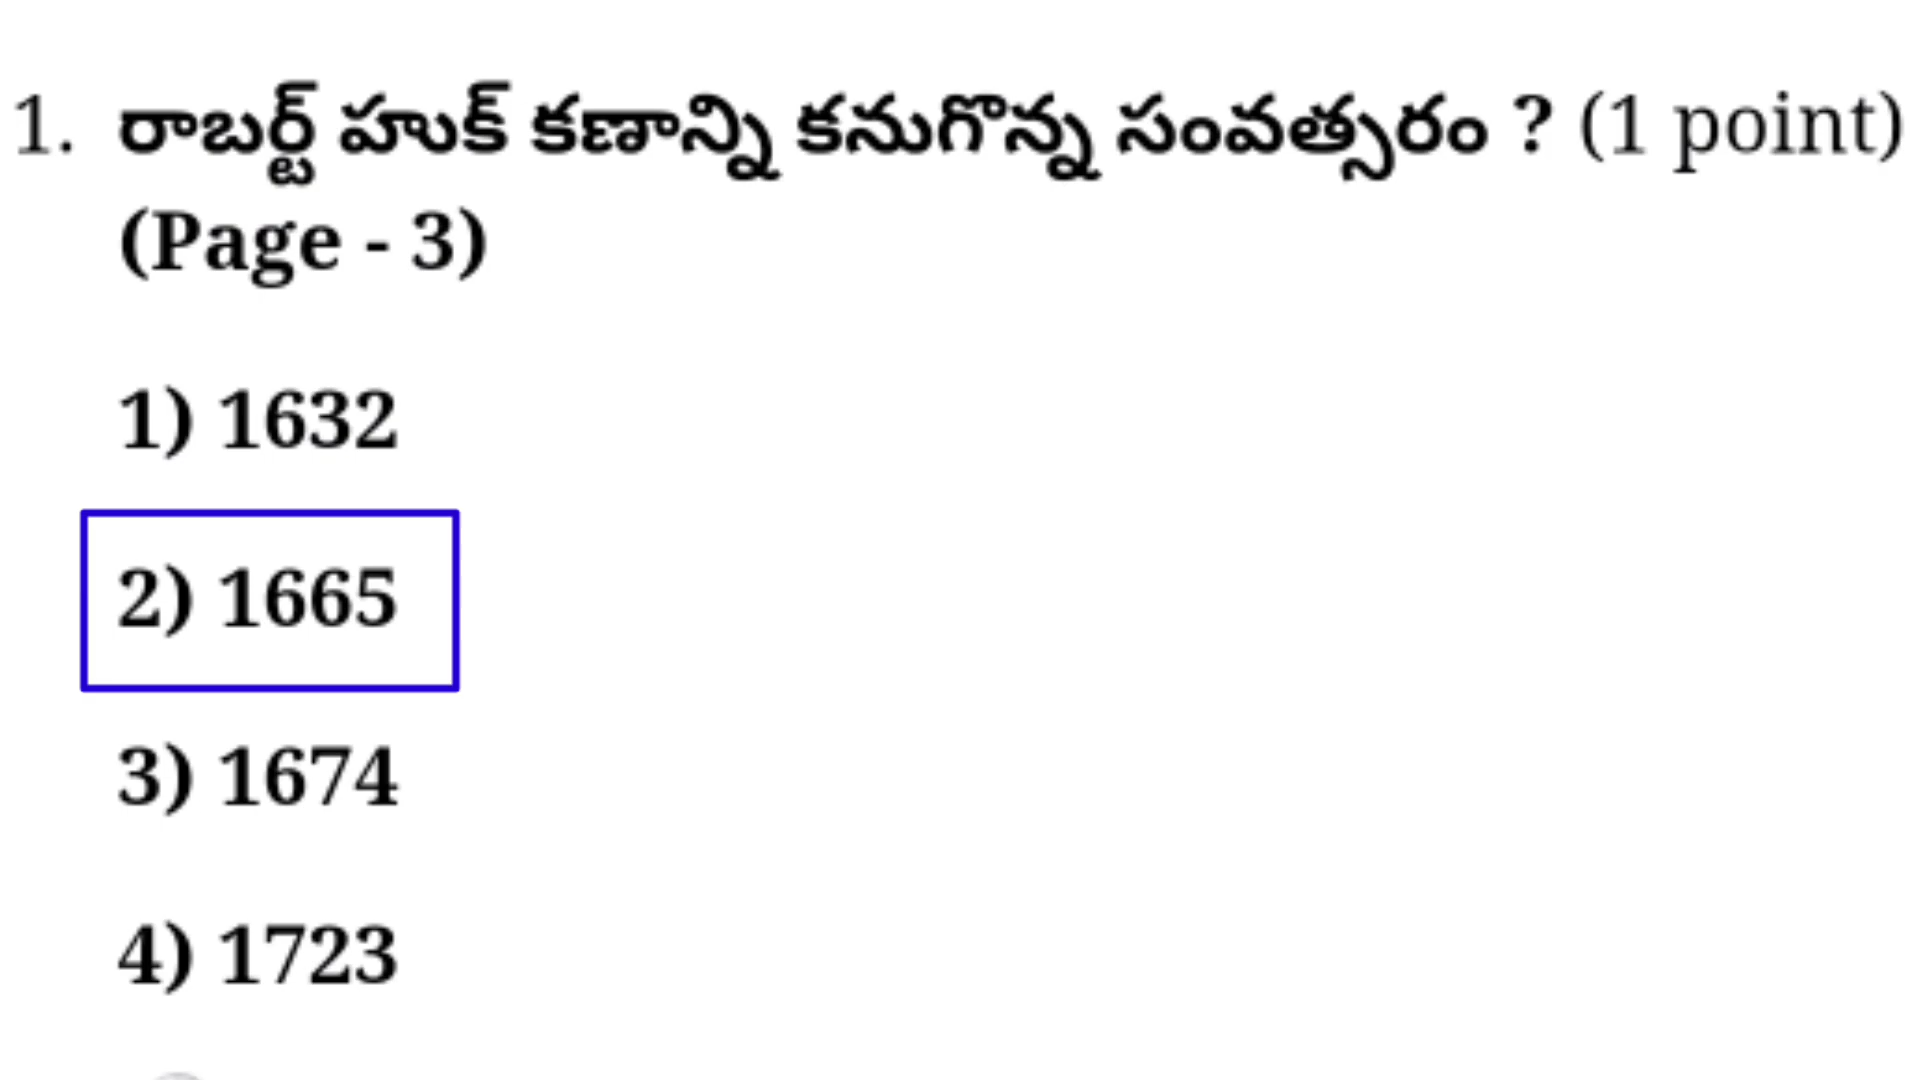 1. రాబర్ట్ హుక్ కణాన్ని కనుగొన్న సంవత్సరం ? (1 point)
(Page - 3)
1) 1632
2) 1665
3) 1674
4) 1723